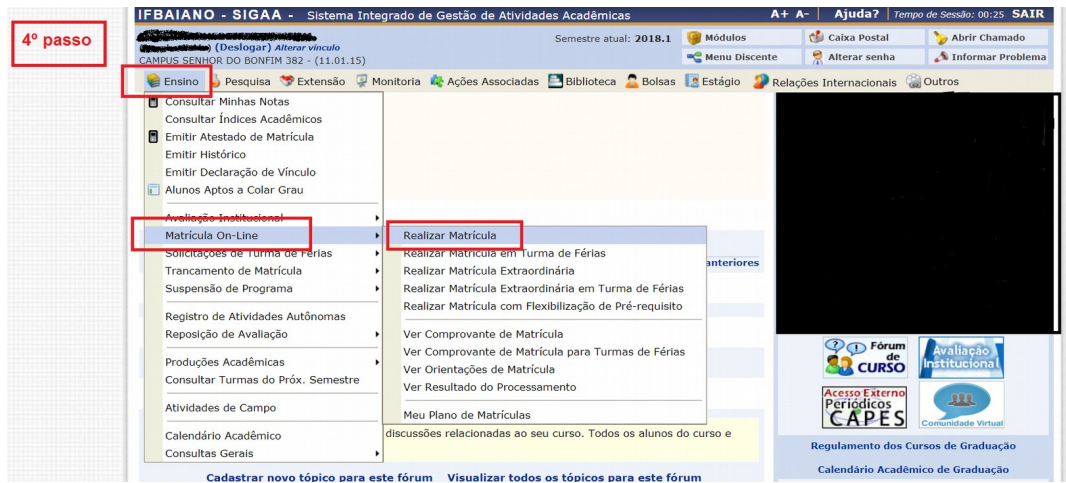 4º passo
IFBAIANO - SIGAA - Sistema Integrado de Gestão de Atividades Acadêmicas
A+ A- | Ajuda? | Tempo de Sessão: 00:25 SAIR
(Deslogar) Alterar vínculo
Semestre atual: 2018.1
Módulos
Caixa Postal
Abrir Chamado
CAMPUS SENHOR DO BONFIM 382 - (11.01.15)
Menu Discente
Alterar senha
Informar Problema
Ensino Pesquisa Extensão Monitoria Ações Associadas Biblioteca Bolsas Estágio Relações Internacionais Outros
Consultar Minhas Notas
Consultar Índices Acadêmicos
Emitir Atestado de Matrícula
Emitir Histórico
Emitir Declaração de Vínculo
Alunos Aptos a Colar Grau
Avaliação Institucional
Matrícula On-Line
Solicitações de Turma de Férias
Trancamento de Matrícula
Suspensão de Programa
Registro de Atividades Autônomas
Reposição de Avaliação
Produções Acadêmicas
Consultar Turmas do Próx. Semestre
Atividades de Campo
Calendário Acadêmico
Consultas Gerais
Realizar Matrícula
Realizar Matrícula em Turma de Férias
Realizar Matrícula Extraordinária
Realizar Matrícula Extraordinária em Turma de Férias
Realizar Matrícula com Flexibilização de Pré-requisito
Ver Comprovante de Matrícula
Ver Comprovante de Matrícula para Turmas de Férias
Ver Orientações de Matrícula
Ver Resultado do Processamento
Meu Plano de Matrículas
anteriores
discussões relacionadas ao seu curso. Todos os alunos do curso e
Cadastrar novo tópico para este fórum Visualizar todos os tópicos para este fórum
Fórum
de
CURSO
Avaliação
Institucional
Acesso Externo
Periódicos
CAPES
Comunidade Virtual
Regulamento dos Cursos de Graduação
Calendário Acadêmico de Graduação